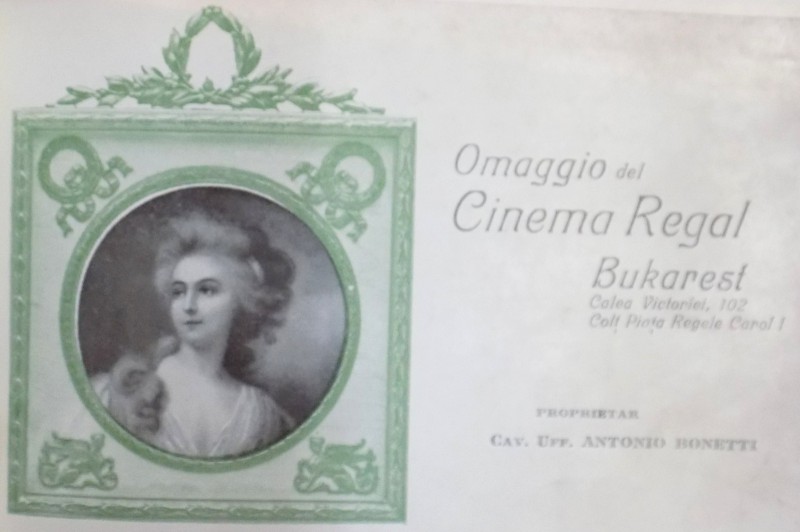 Omaggio del
Cinema Regal
Bukarest
Calea Victoriei, 102
Colț Piața Regele Carol I
PROPRIETAR
CAV. UFF. ANTONIO BONETTI